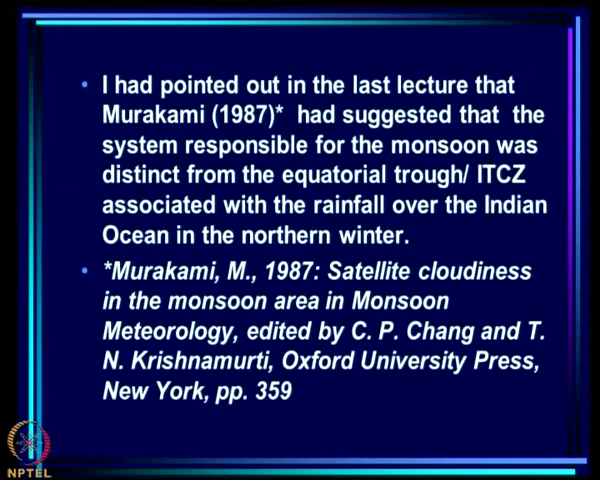 • I had pointed out in the last lecture that
Murakami (1987)* had suggested that the
system responsible for the monsoon was
distinct from the equatorial trough/ ITCZ
associated with the rainfall over the Indian
Ocean in the northern winter.
• *Murakami, M., 1987: Satellite cloudiness
in the monsoon area in Monsoon
Meteorology, edited by C. P. Chang and T.
N. Krishnamurti, Oxford University Press,
New York, pp. 359
NPTEL